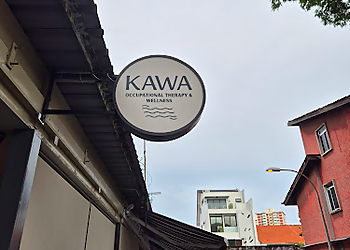 KAWA
OCCUPATIONAL THERAPY &
WELLNESS